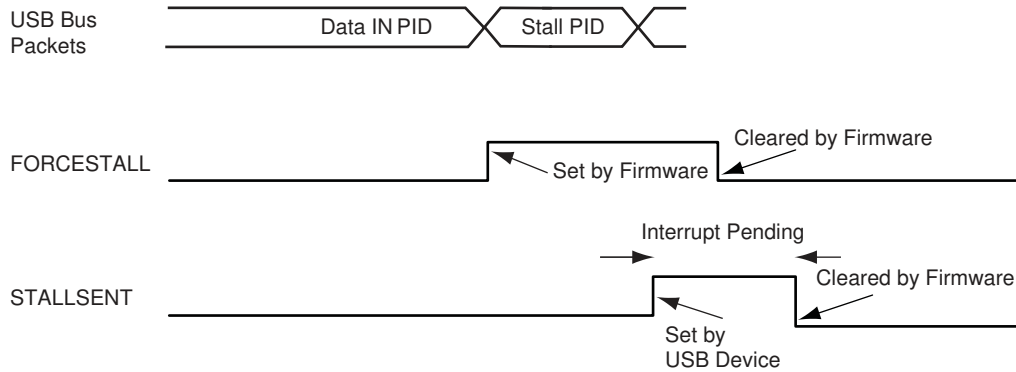 USB Bus
Packets
Data IN PID
Stall PID
FORCESTALL
Set by Firmware
Cleared by Firmware
Interrupt Pending
STALLSENT
Cleared by Firmware
Set by
USB Device